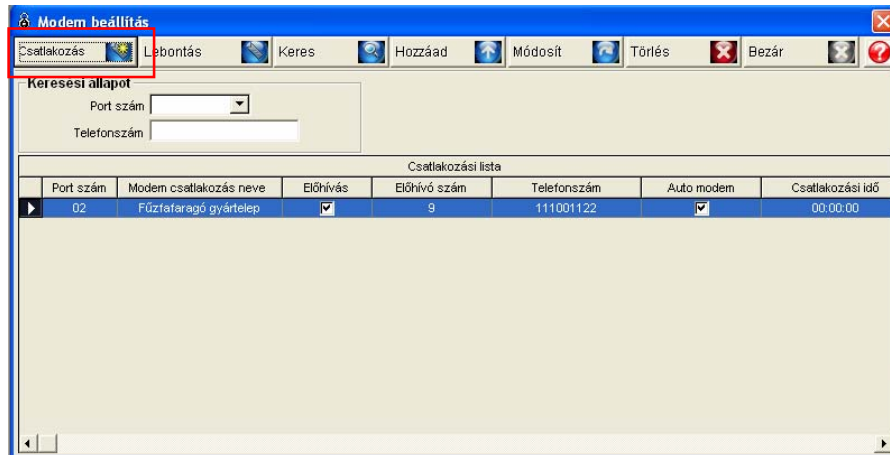 Modem beállítás
Csatlakozás Lebontás Keres Hozzáad Módosít Törlés Bezár ?
Keresési állapot
Port szám
Telefonszám
Csatlakozási lista
Port szám Modem csatlakozás neve Előhívás Előhívó szám Telefonszám Auto modem Csatlakozási idő
02 Fűzfafaragó gyártelep 9 111001122 00:00:00